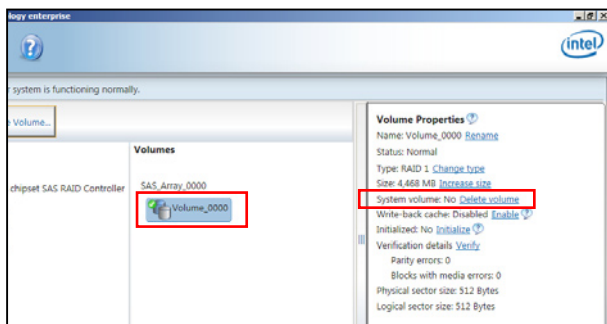 logy enterprise
intel
system is functioning normally.
Volume...
Volumes
chipset SAS RAID Controller
SAS_Array_0000
Volume_0000
Volume Properties
Name: Volume_0000 Rename
Status: Normal
Type: RAID 1 Change type
Size: 4,468 MB Increase size
System volume: No Delete volume
Write-back cache: Disabled Enable
Initialized: No Initialize
Verification details Verify
Parity errors: 0
Blocks with media errors: 0
Physical sector size: 512 Bytes
Logical sector size: 512 Bytes